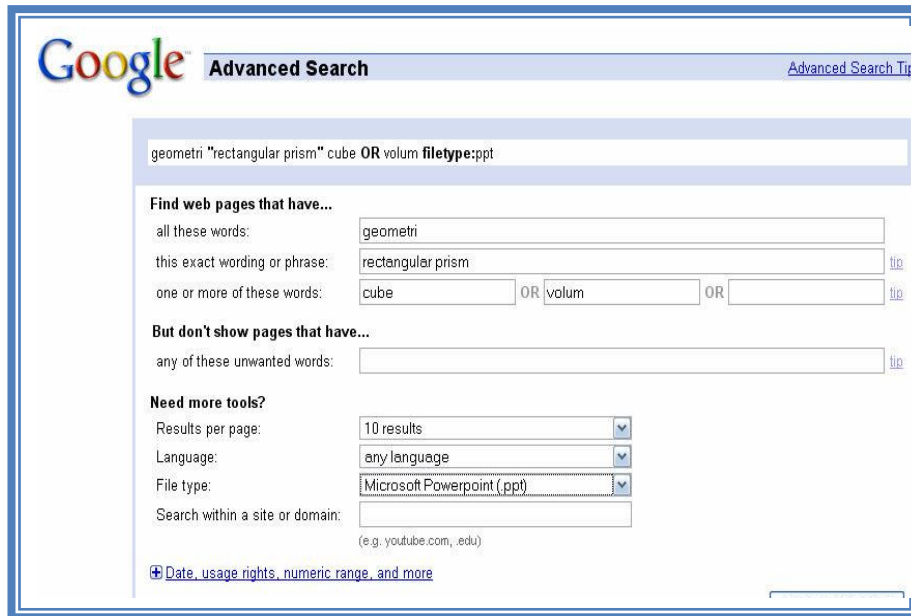 Google Advanced Search Advanced Search Tip
geometri "rectangular prism" cube OR volum filetype:ppt
Find web pages that have...
all these words: geometri
this exact wording or phrase: rectangular prism tip
one or more of these words: cube OR volum OR tip
But don't show pages that have...
any of these unwanted words: tip
Need more tools?
Results per page: 10 results
Language: any language
File type: Microsoft Powerpoint (.ppt)
Search within a site or domain:
(e.g. youtube.com, .edu)
Date, usage rights, numeric range, and more